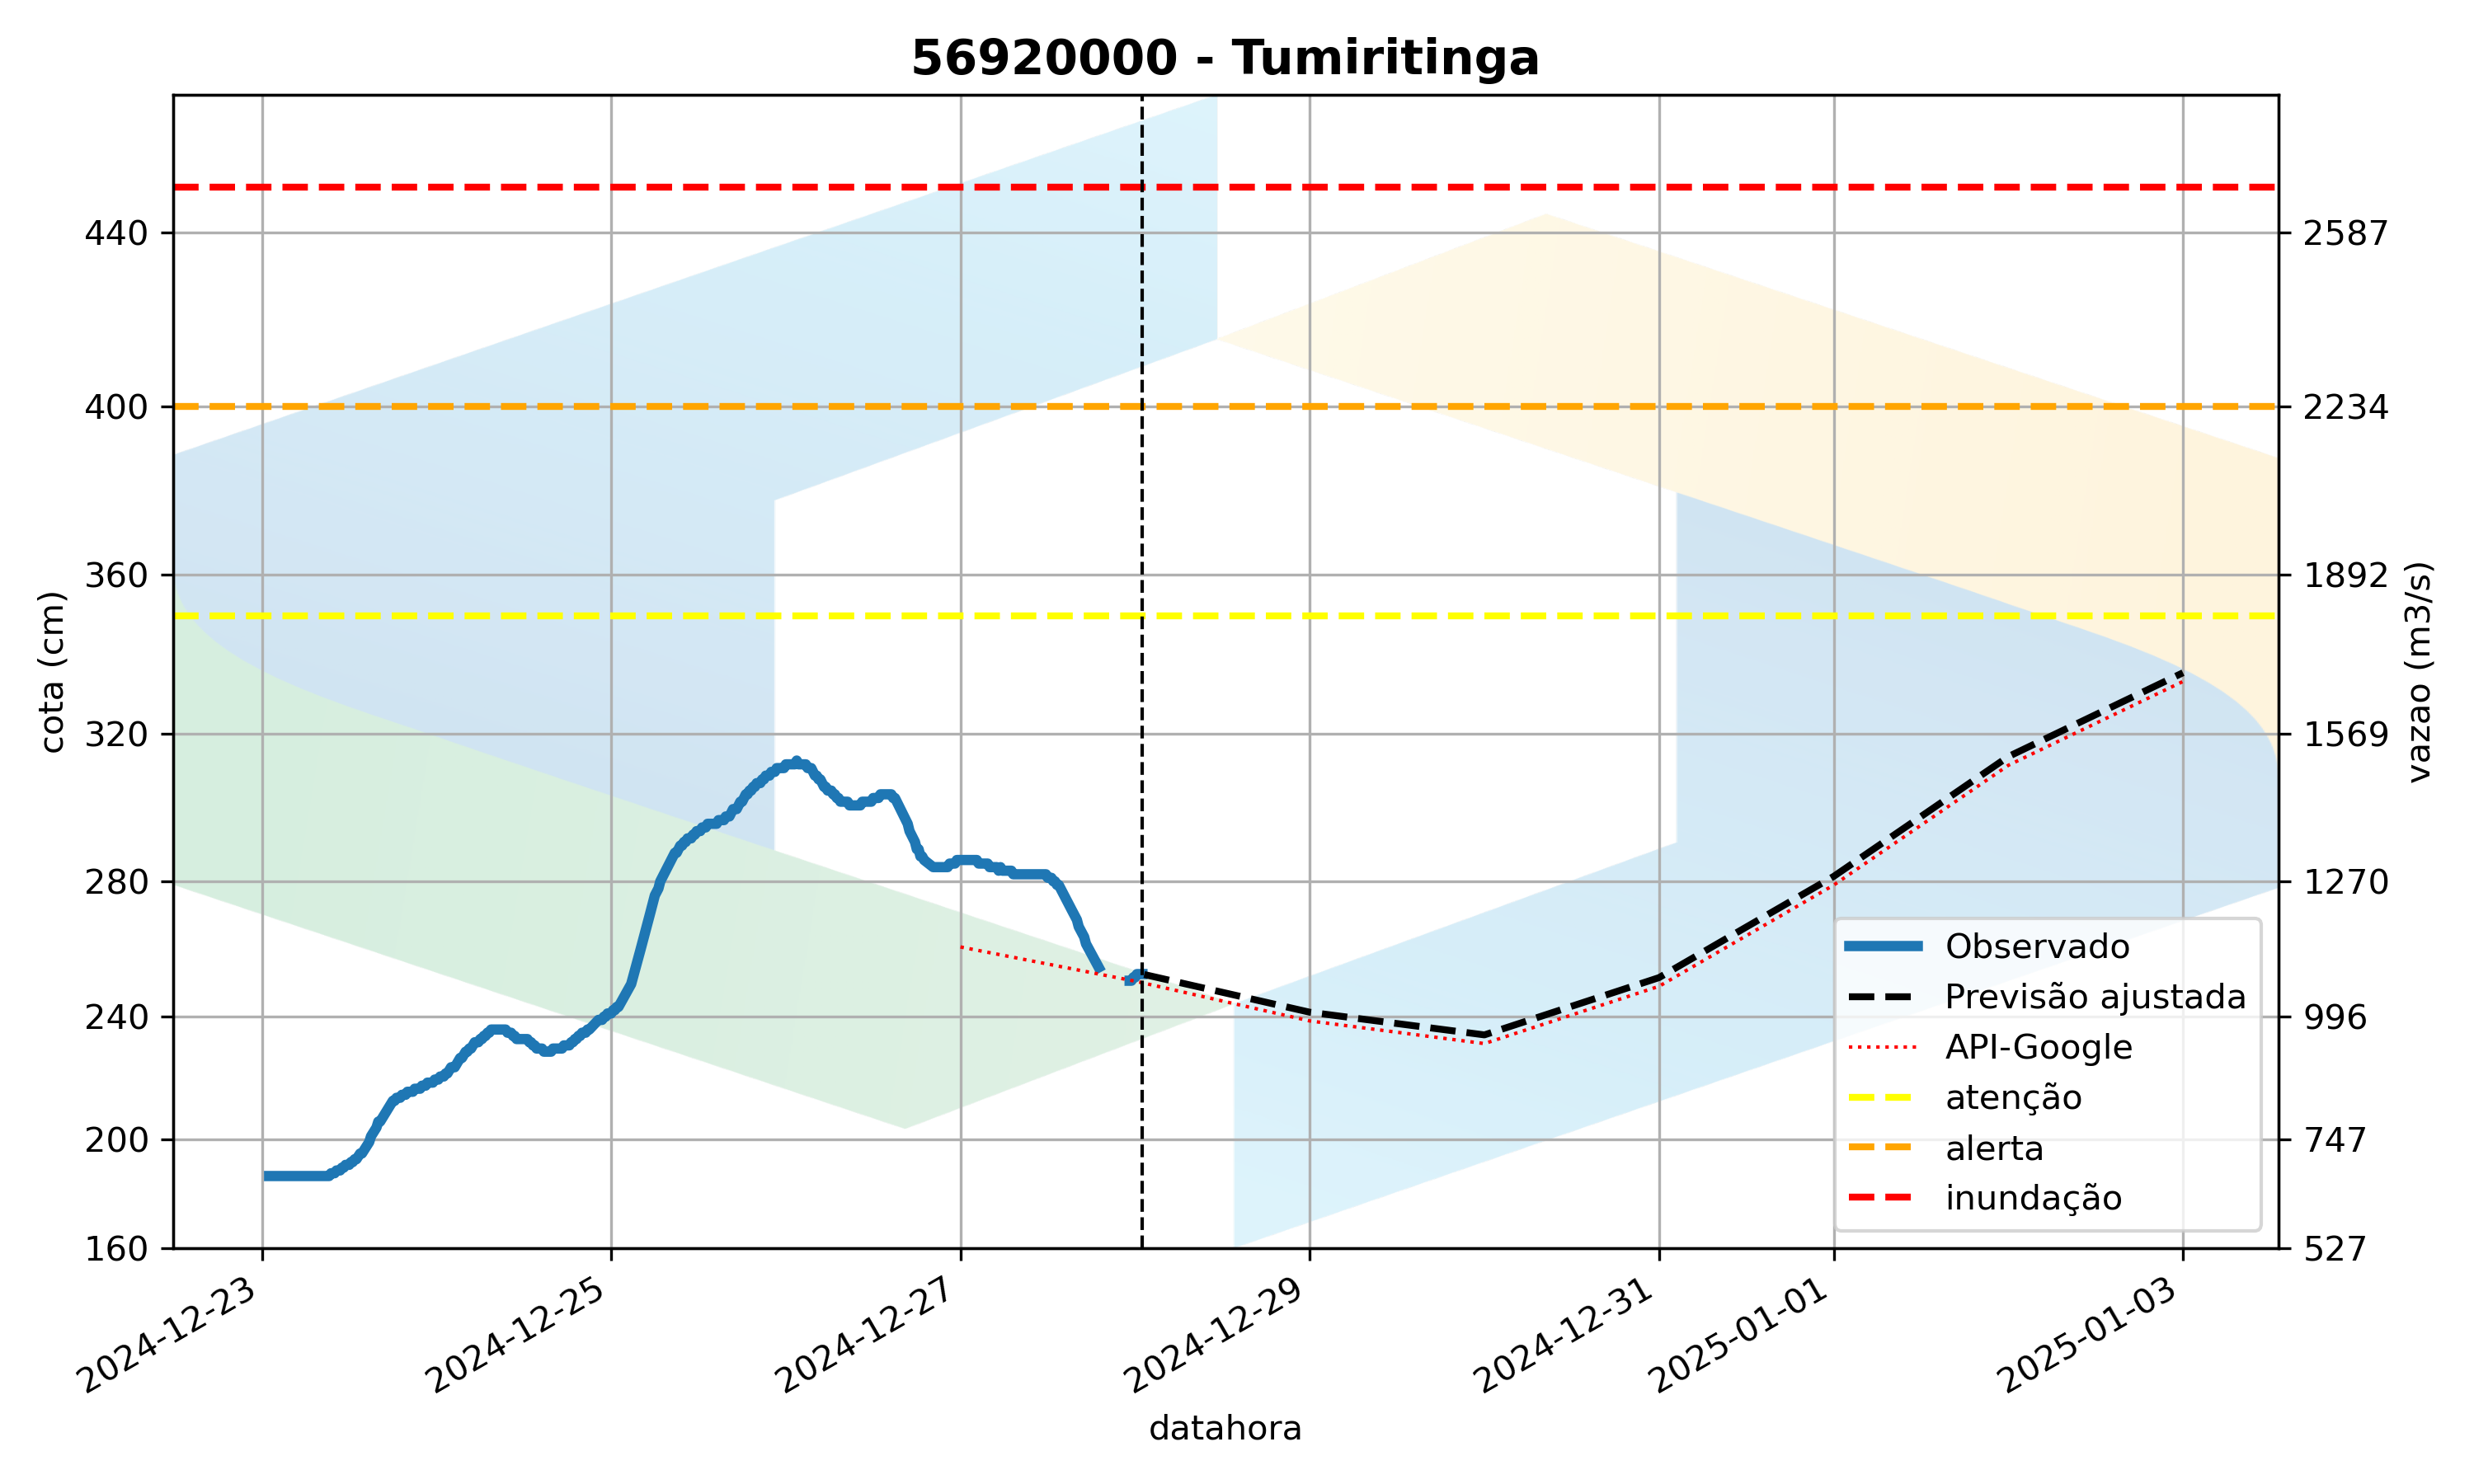 56920000 - Tumiritinga
cota (cm)
440
400
360
320
280
240
200
160
2587
2234
1892
1569
1270
996
747
527
vazao (m3/s)
Observado
Previsão ajustada
API-Google
atenção
alerta
inundação
2024-12-23
2024-12-25
2024-12-27
2024-12-29
2024-12-31
2025-01-01
2025-01-03
datahora